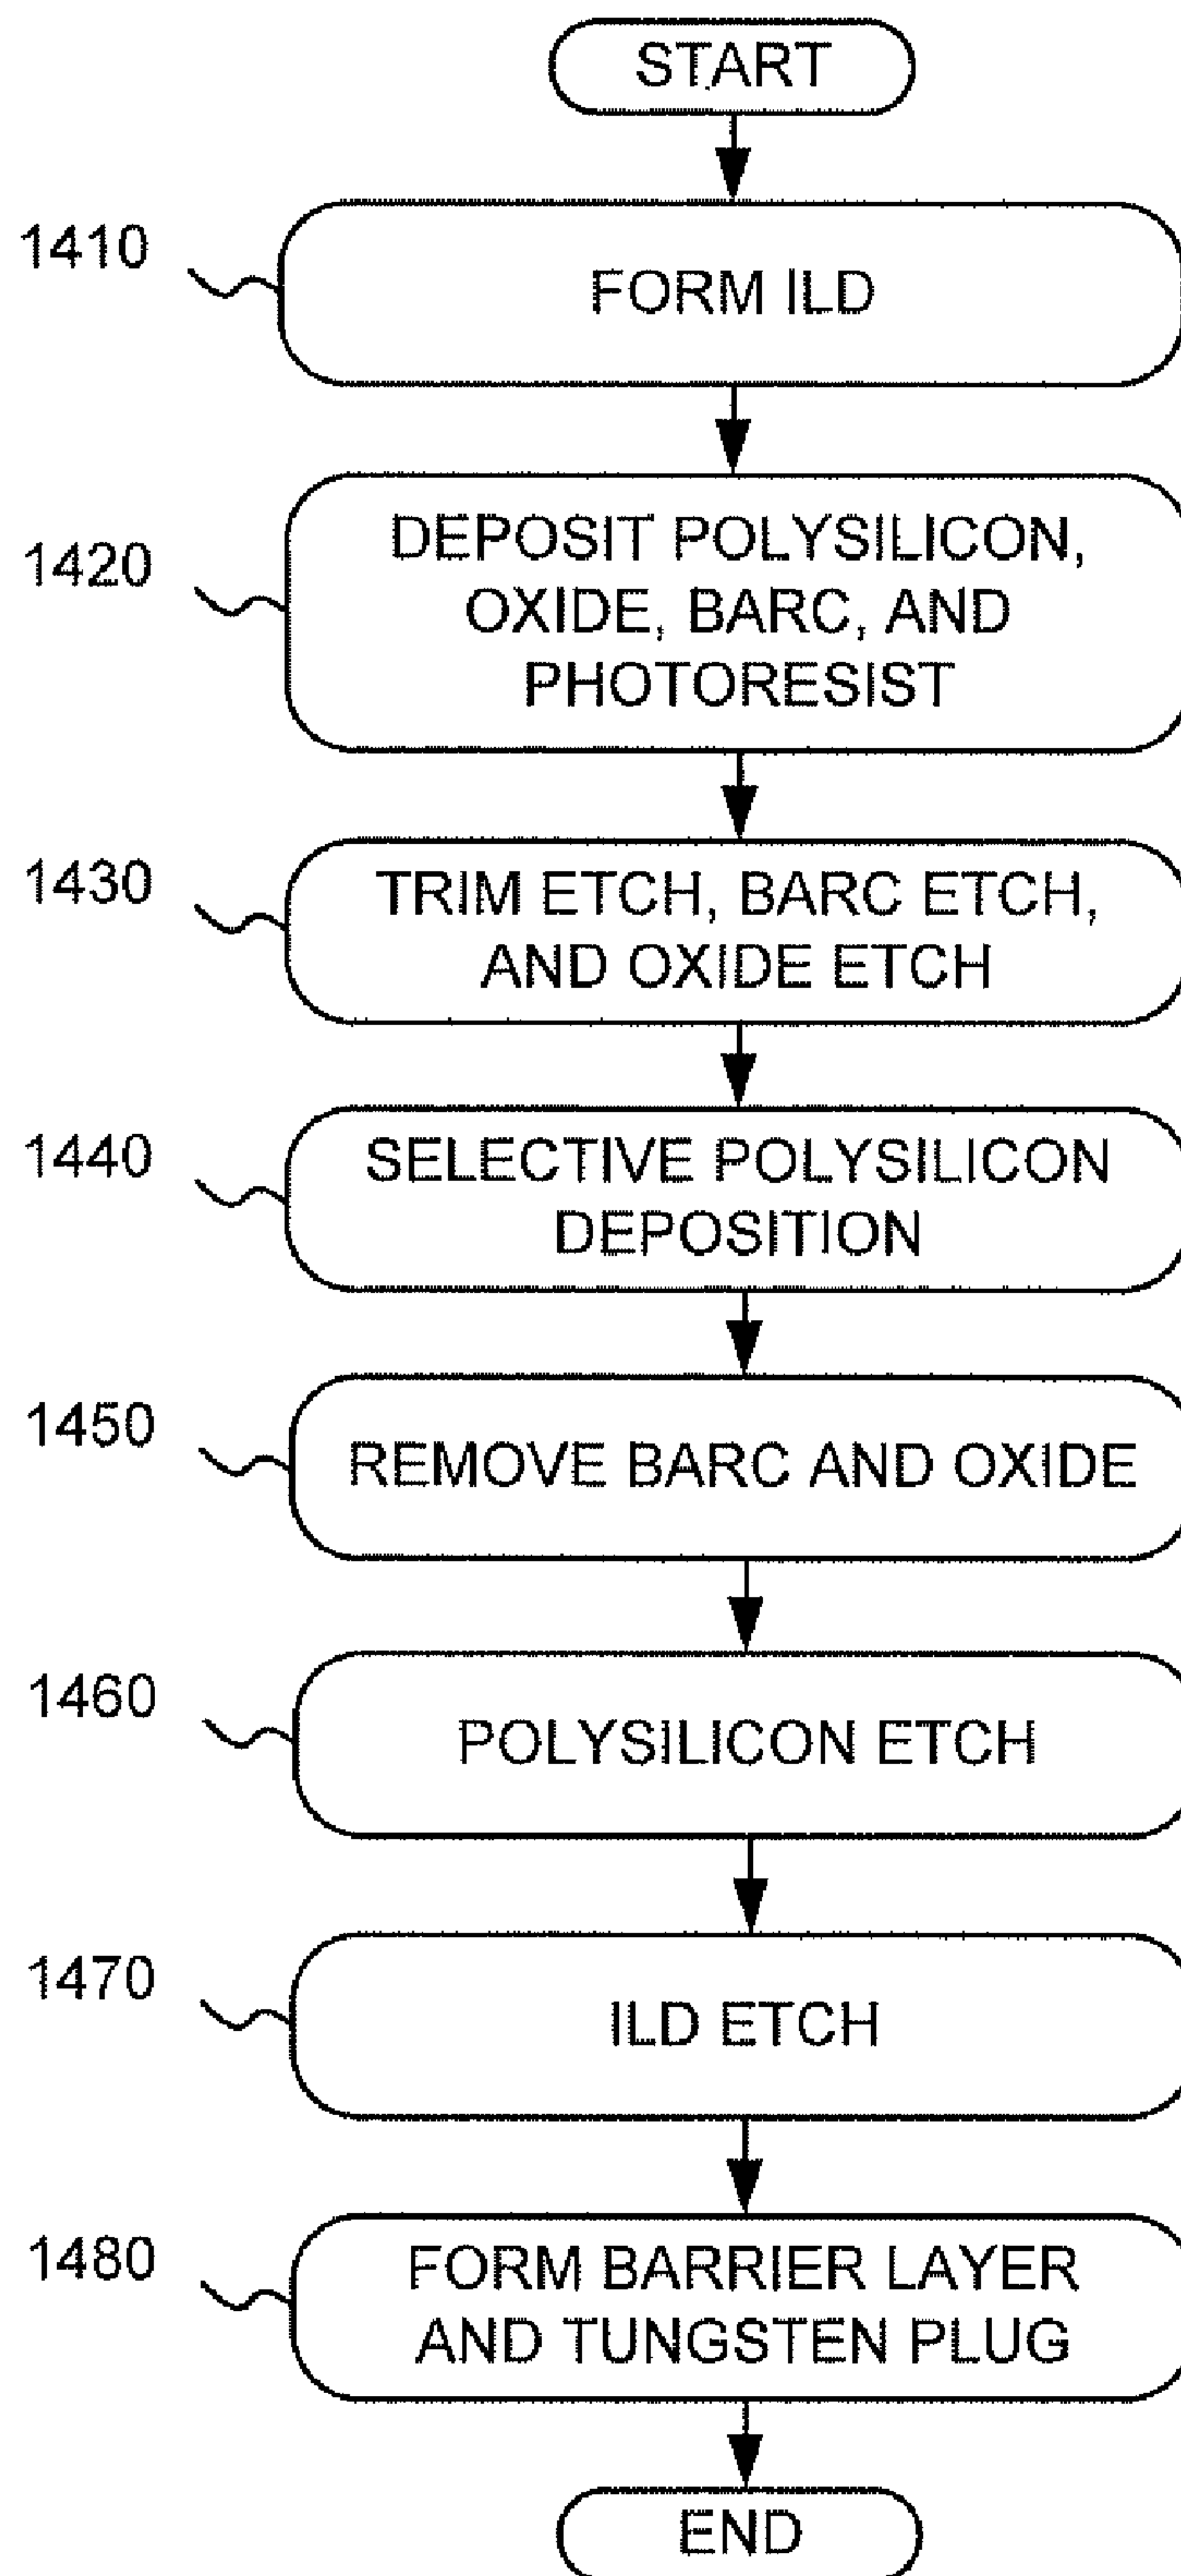 START
1410
FORM ILD
1420
DEPOSIT POLYSILICON,
OXIDE, BARC, AND
PHOTORESIST
1430
TRIM ETCH, BARC ETCH,
AND OXIDE ETCH
1440
SELECTIVE POLYSILICON
DEPOSITION
1450
REMOVE BARC AND OXIDE
1460
POLYSILICON ETCH
1470
ILD ETCH
1480
FORM BARRIER LAYER
AND TUNGSTEN PLUG
END